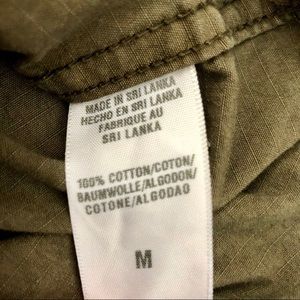 MADE IN SRI LANKA
HECHO EN SRI LANKA
FABRIQUE AU
SRI LANKA
100% COTTON/COTON/
BAUMWOLLE/ALGODON/
COTONE/ALGODAO
M